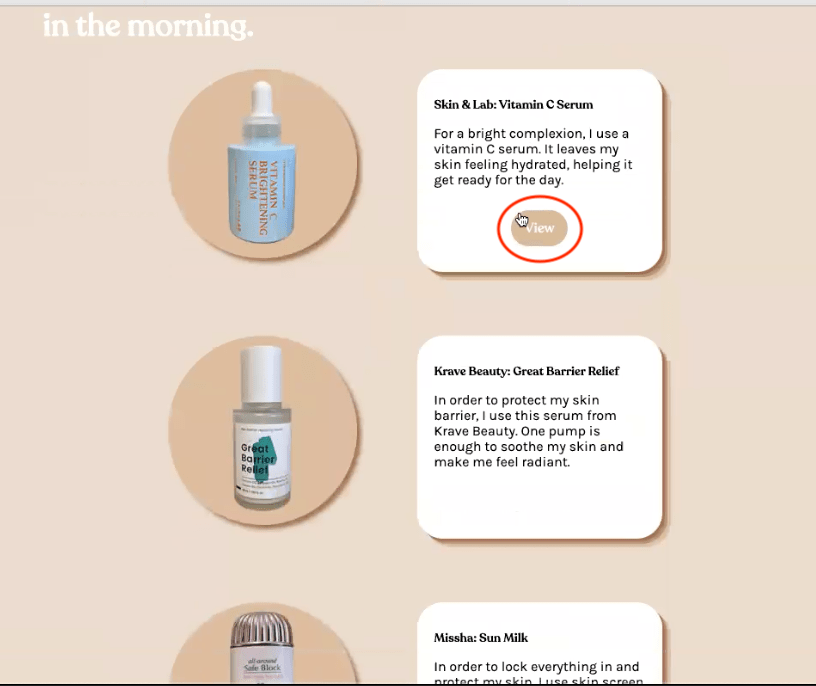 in the morning.
Skin & Lab: Vitamin C Serum
For a bright complexion, I use a
vitamin C serum. It leaves my
skin feeling hydrated, helping it
get ready for the day.
View
VITAMIN C
BRIGHTENING
SERUM
Krave Beauty: Great Barrier Relief
In order to protect my skin
barrier, I use this serum from
Krave Beauty. One pump is
enough to soothe my skin and
make me feel radiant.
Great
Barrier
Relief
Missha: Sun Milk
In order to lock everything in and
protect my skin, I use skin screen
all around
Safe Block